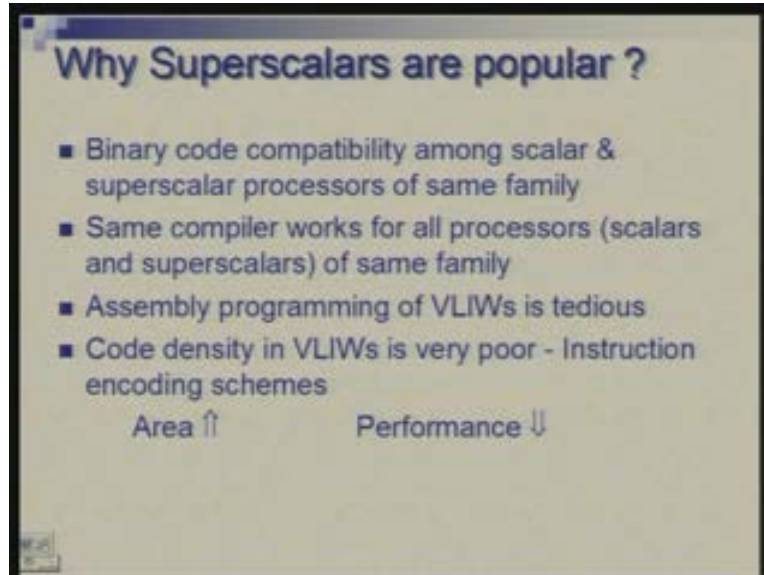 Why Superscalars are popular ?
■ Binary code compatibility among scalar &
superscalar processors of same family
■ Same compiler works for all processors (scalars
and superscalars) of same family
■ Assembly programming of VLIWs is tedious
■ Code density in VLIWs is very poor - Instruction
encoding schemes
Area ⇑ Performance ⇓